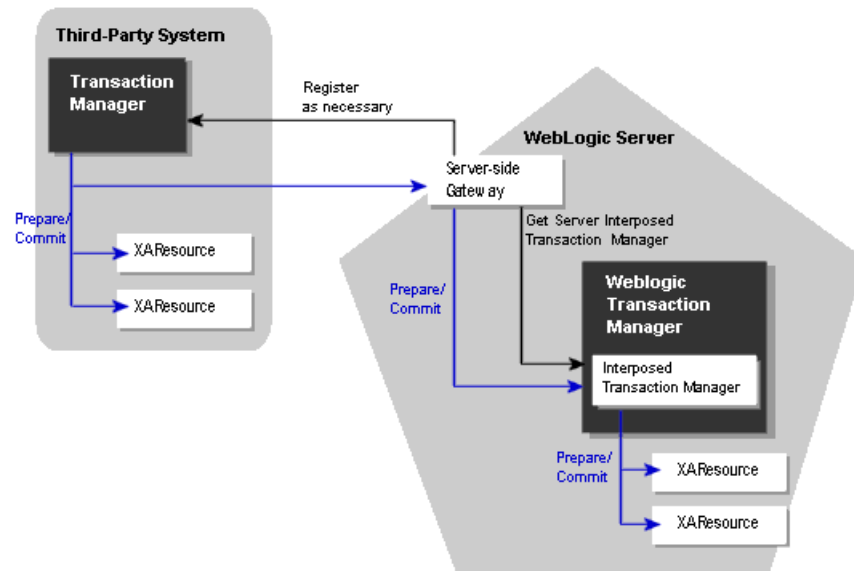 Third-Party System
Transaction
Manager
Register
as necessary
WebLogic Server
Server-side
Gateway
Prepare/
Commit
XAResource
XAResource
Get Server Interposed
Transaction Manager
Prepare/
Commit
Weblogic
Transaction
Manager
Interposed
Transaction Manager
Prepare/
Commit
XAResource
XAResource